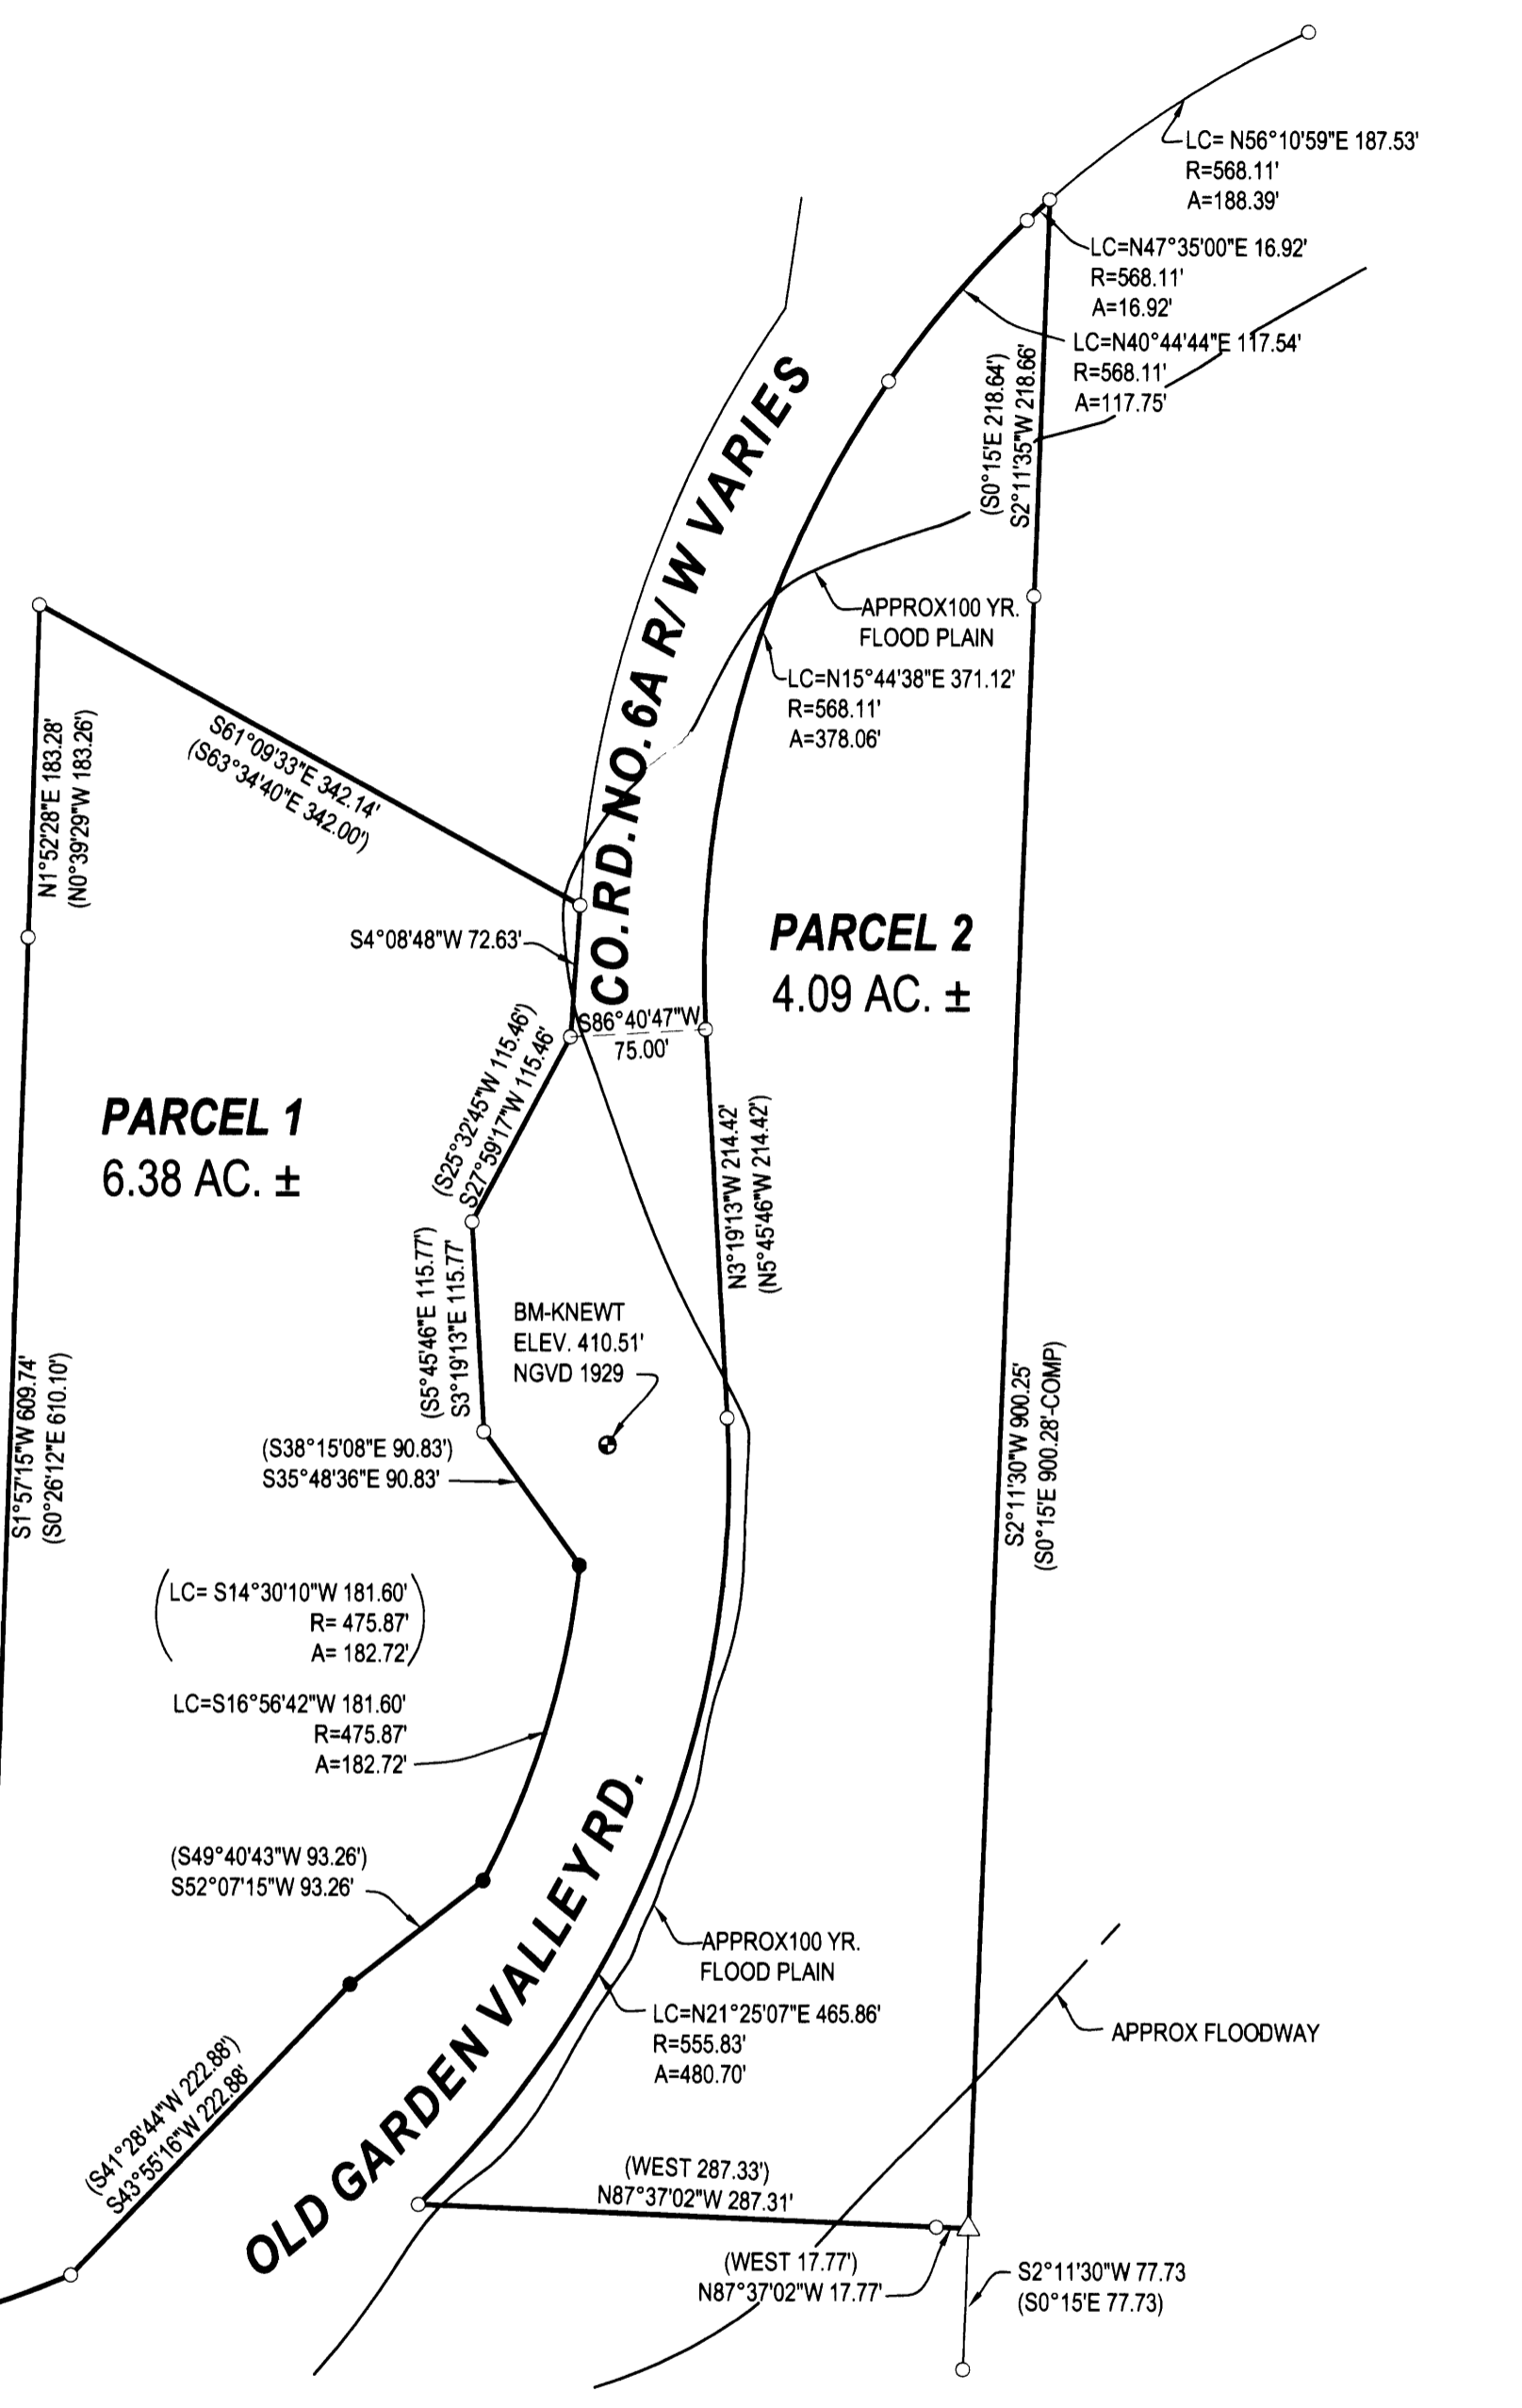 LC= N56°10'59"E 187.53'
R=568.11'
A=188.39'
LC=N47°35'00"E 16.92'
R=568.11'
A=16.92'
LC=N40°44'44"E 117.54'
R=568.11'
A=117.75'
(S0°15'E 218.64')
S2°11'35"W 218.66'
CO. RD. NO. 6A R/W VARIES
APPROX100 YR.
FLOOD PLAIN
LC=N15°44'38"E 371.12'
R=568.11'
A=378.06'
S61°09'33"E 342.14'
(S63°34'40"E 342.00')
N1°52'28"E 183.28'
(N0°39'29"W 183.26')
S4°08'48"W 72.63'
PARCEL 2
4.09 AC. ±
S86°40'47"W
75.00'
(S25°32'45"W 115.46')
S27°59'17"W 115.46'
PARCEL 1
6.38 AC. ±
N3°19'13"W 214.42'
(N5°45'46"W 214.42')
(S5°45'46"E 115.77')
S3°19'13"E 115.77'
BM-KNEWT
ELEV. 410.51'
NGVD 1929
S1°57'15"W 609.74'
(S0°26'12"E 610.10')
S2°11'30"W 900.25'
(S0°15'E 900.28'-COMP)
(S38°15'08"E 90.83')
S35°48'36"E 90.83'
LC= S14°30'10"W 181.60'
R= 475.87'
A= 182.72'
LC=S16°56'42"W 181.60'
R=475.87'
A=182.72'
OLD GARDEN VALLEY RD.
(S49°40'43"W 93.26')
S52°07'15"W 93.26'
APPROX100 YR.
FLOOD PLAIN
LC=N21°25'07"E 465.86'
R=555.83'
A=480.70'
APPROX FLOODWAY
(S41°28'44"W 222.88')
S43°55'16"W 222.88'
(WEST 287.33')
N87°37'02"W 287.31'
(WEST 17.77')
N87°37'02"W 17.77'
S2°11'30"W 77.73
(S0°15'E 77.73)